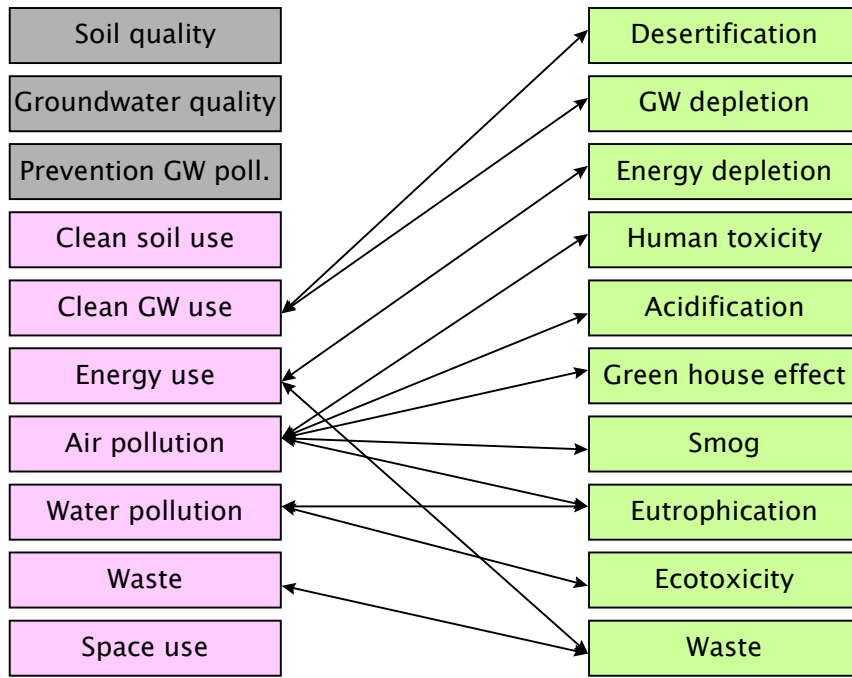 Soil quality
Groundwater quality
Prevention GW poll.
Clean soil use
Clean GW use
Energy use
Air pollution
Water pollution
Waste
Space use
Desertification
GW depletion
Energy depletion
Human toxicity
Acidification
Green house effect
Smog
Eutrophication
Ecotoxicity
Waste